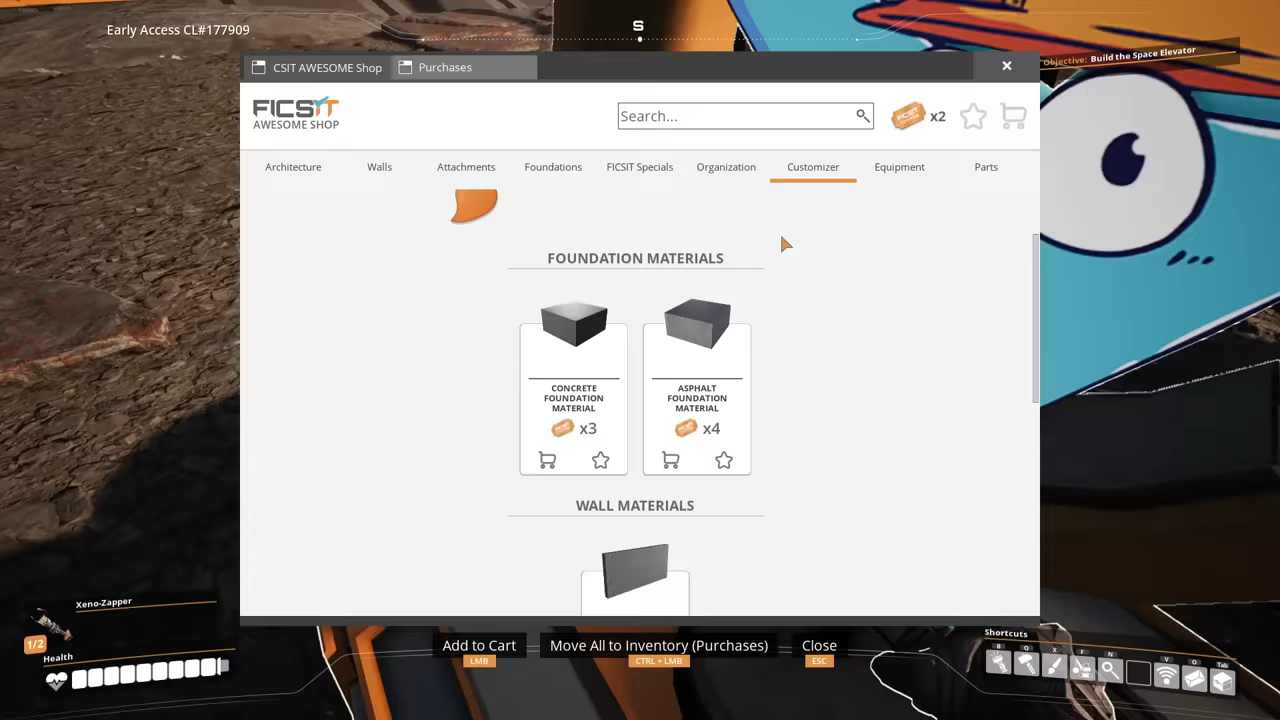 Early Access CL#177909
S
Objective: Build the Space Elevator
CSIT AWESOME Shop
Purchases
FICSIT
AWESOME SHOP
Search...
x2
Architecture
Walls
Attachments
Foundations
FICSIT Specials
Organization
Customizer
Equipment
Parts
FOUNDATION MATERIALS
CONCRETE
FOUNDATION
MATERIAL
x3
ASPHALT
FOUNDATION
MATERIAL
x4
WALL MATERIALS
Xeno-Zapper
1/2
Health
Add to Cart
LMB
Move All to Inventory (Purchases)
CTRL + LMB
Close
ESC
Shortcuts
B
Q
X
F
N
V
O
Tab